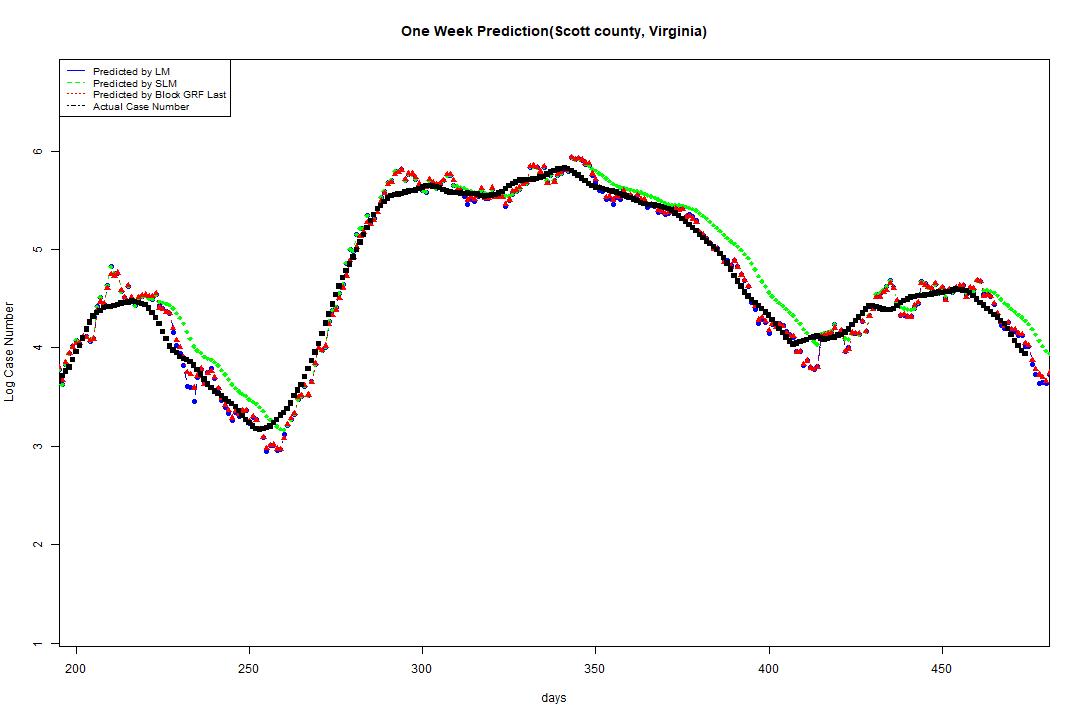 One Week Prediction(Scott county, Virginia)
Predicted by LM
Predicted by SLM
Predicted by Block GRF Last
Actual Case Number
6
5
4
3
2
1
Log Case Number
200 250 300 350 400 450
days